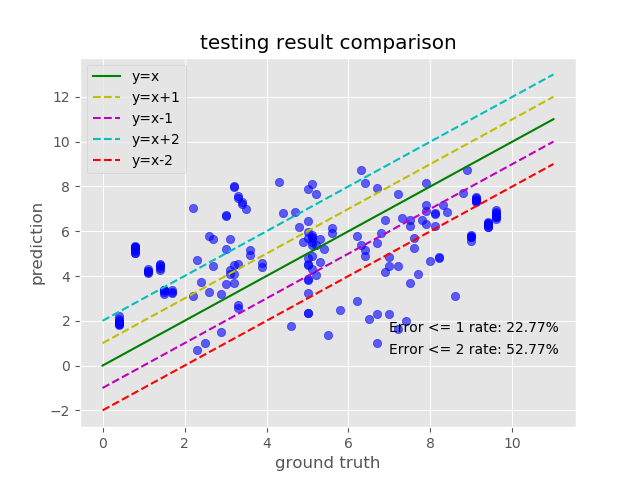 testing result comparison
y=x
y=x+1
y=x-1
y=x+2
y=x-2
12
10
8
6
4
2
0
−2
prediction
Error <= 1 rate: 22.77%
Error <= 2 rate: 52.77%
0
2
4
6
8
10
ground truth